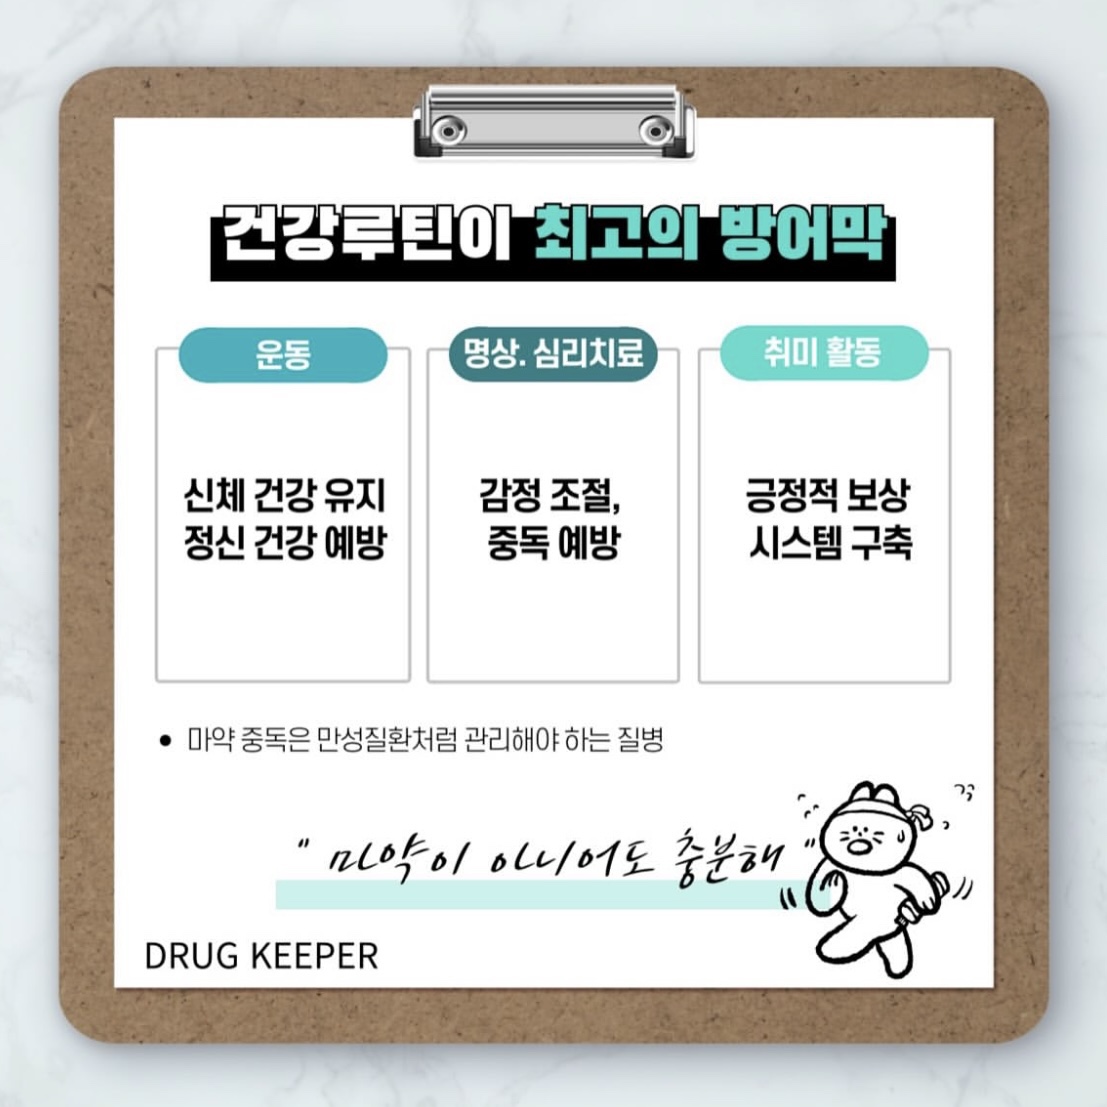 건강루틴이 최고의 방어막
운동
신체 건강 유지
정신 건강 예방
명상. 심리치료
감정 조절,
중독 예방
취미 활동
긍정적 보상
시스템 구축
• 마약 중독은 만성질환처럼 관리해야 하는 질병
" 마약이 아니어도 충분해 "
DRUG KEEPER